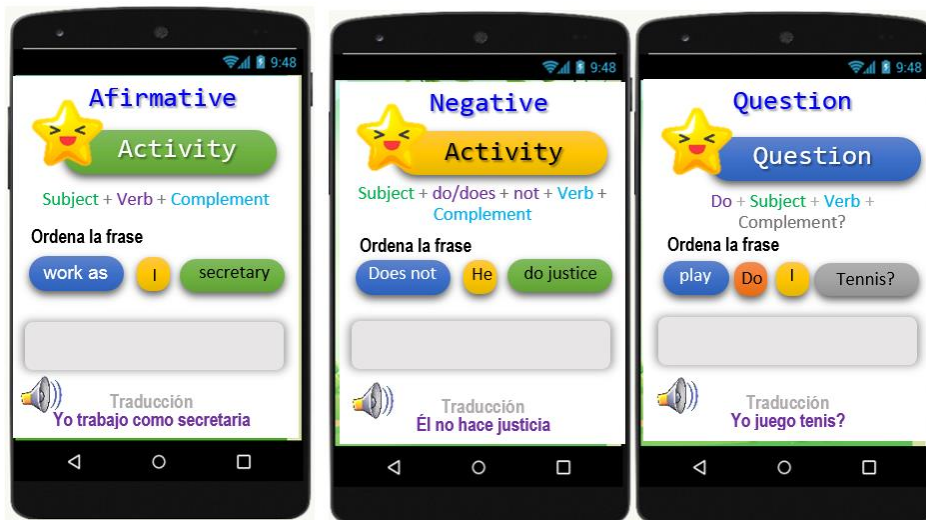 9:48
Afirmative
Activity
Subject + Verb + Complement
Ordena la frase
work as
I
secretary
Traducción
Yo trabajo como secretaria
9:48
Negative
Activity
Subject + do/does + not + Verb +
Complement
Ordena la frase
Does not
He
do justice
Traducción
Él no hace justicia
9:48
Question
Question
Do + Subject + Verb +
Complement?
Ordena la frase
play
Do
I
Tennis?
Traducción
Yo juego tenis?